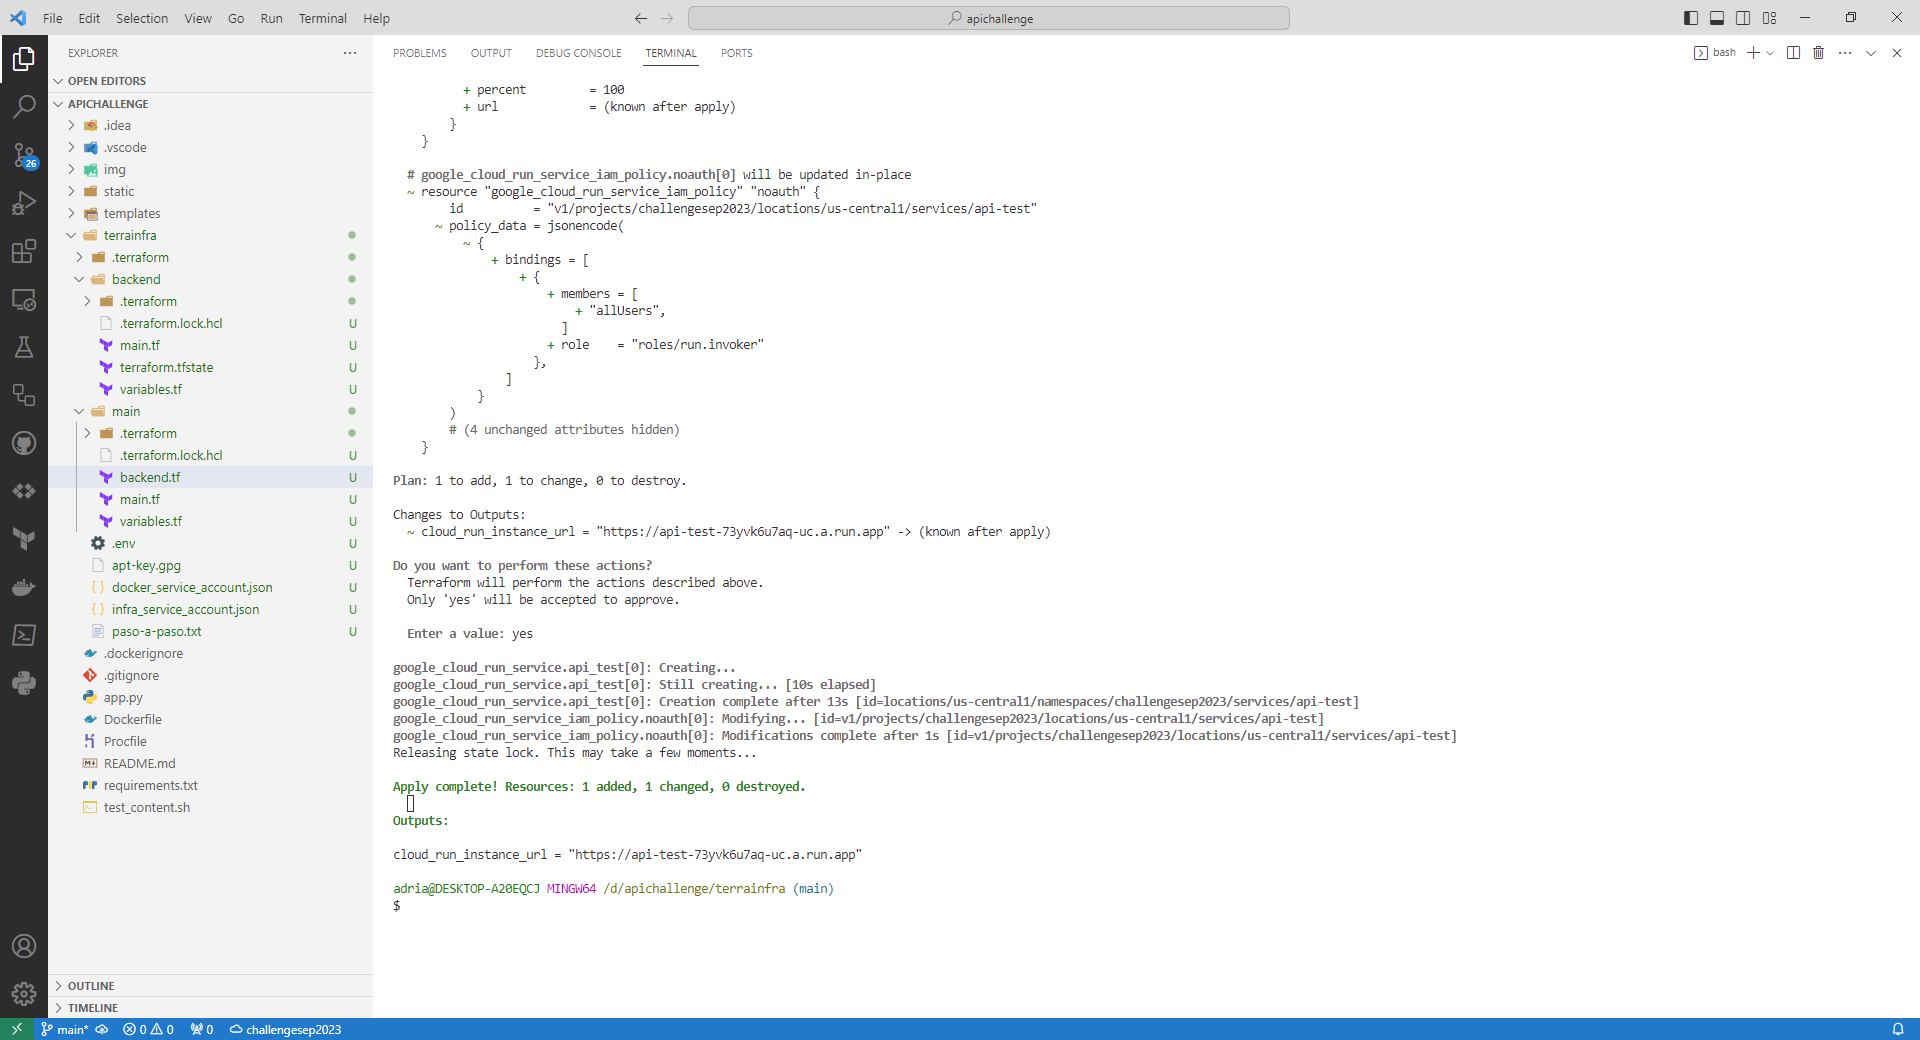 File Edit Selection View Go Run Terminal Help
apichallenge
EXPLORER
OPEN EDITORS
APICHALLENGE
.idea
.vscode
img
static
templates
terrainfra
.terraform
backend
.terraform
.terraform.lock.hcl U
main.tf U
terraform.tfstate U
variables.tf U
main
.terraform
.terraform.lock.hcl U
backend.tf U
main.tf U
variables.tf U
.env U
apt-key.gpg U
docker_service_account.json U
infra_service_account.json U
paso-a-paso.txt U
.dockerignore
.gitignore
app.py
Dockerfile
Procfile
README.md
requirements.txt
test_content.sh
OUTLINE
TIMELINE
26
PROBLEMS OUTPUT DEBUG CONSOLE TERMINAL PORTS
bash
+ percent = 100
+ url = (known after apply)
}
}
# google_cloud_run_service_iam_policy.noauth[0] will be updated in-place
~ resource "google_cloud_run_service_iam_policy" "noauth" {
id = "v1/projects/challengesep2023/locations/us-central1/services/api-test"
~ policy_data = jsonencode(
~ {
+ bindings = [
+ {
+ members = [
+ "allUsers",
]
+ role = "roles/run.invoker"
},
]
}
)
# (4 unchanged attributes hidden)
}
Plan: 1 to add, 1 to change, 0 to destroy.
Changes to Outputs:
~ cloud_run_instance_url = "https://api-test-73yvk6u7aq-uc.a.run.app" -> (known after apply)
Do you want to perform these actions?
Terraform will perform the actions described above.
Only 'yes' will be accepted to approve.
Enter a value: yes
google_cloud_run_service.api_test[0]: Creating...
google_cloud_run_service.api_test[0]: Still creating... [10s elapsed]
google_cloud_run_service.api_test[0]: Creation complete after 13s [id=locations/us-central1/namespaces/challengesep2023/services/api-test]
google_cloud_run_service_iam_policy.noauth[0]: Modifying... [id=v1/projects/challengesep2023/locations/us-central1/services/api-test]
google_cloud_run_service_iam_policy.noauth[0]: Modifications complete after 1s [id=v1/projects/challengesep2023/locations/us-central1/services/api-test]
Releasing state lock. This may take a few moments...
Apply complete! Resources: 1 added, 1 changed, 0 destroyed.
Outputs:
cloud_run_instance_url = "https://api-test-73yvk6u7aq-uc.a.run.app"
adria@DESKTOP-A20EQCJ MINGW64 /d/apichallenge/terrainfra (main)
$
main* 0 0 0 challengesep2023